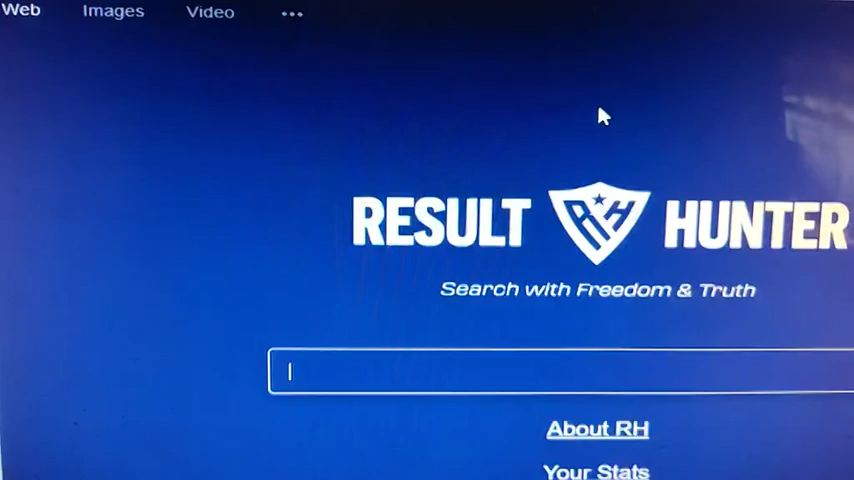 Web Images Video ...
RESULT RH HUNTER
Search with Freedom & Truth
About RH
Your Stats